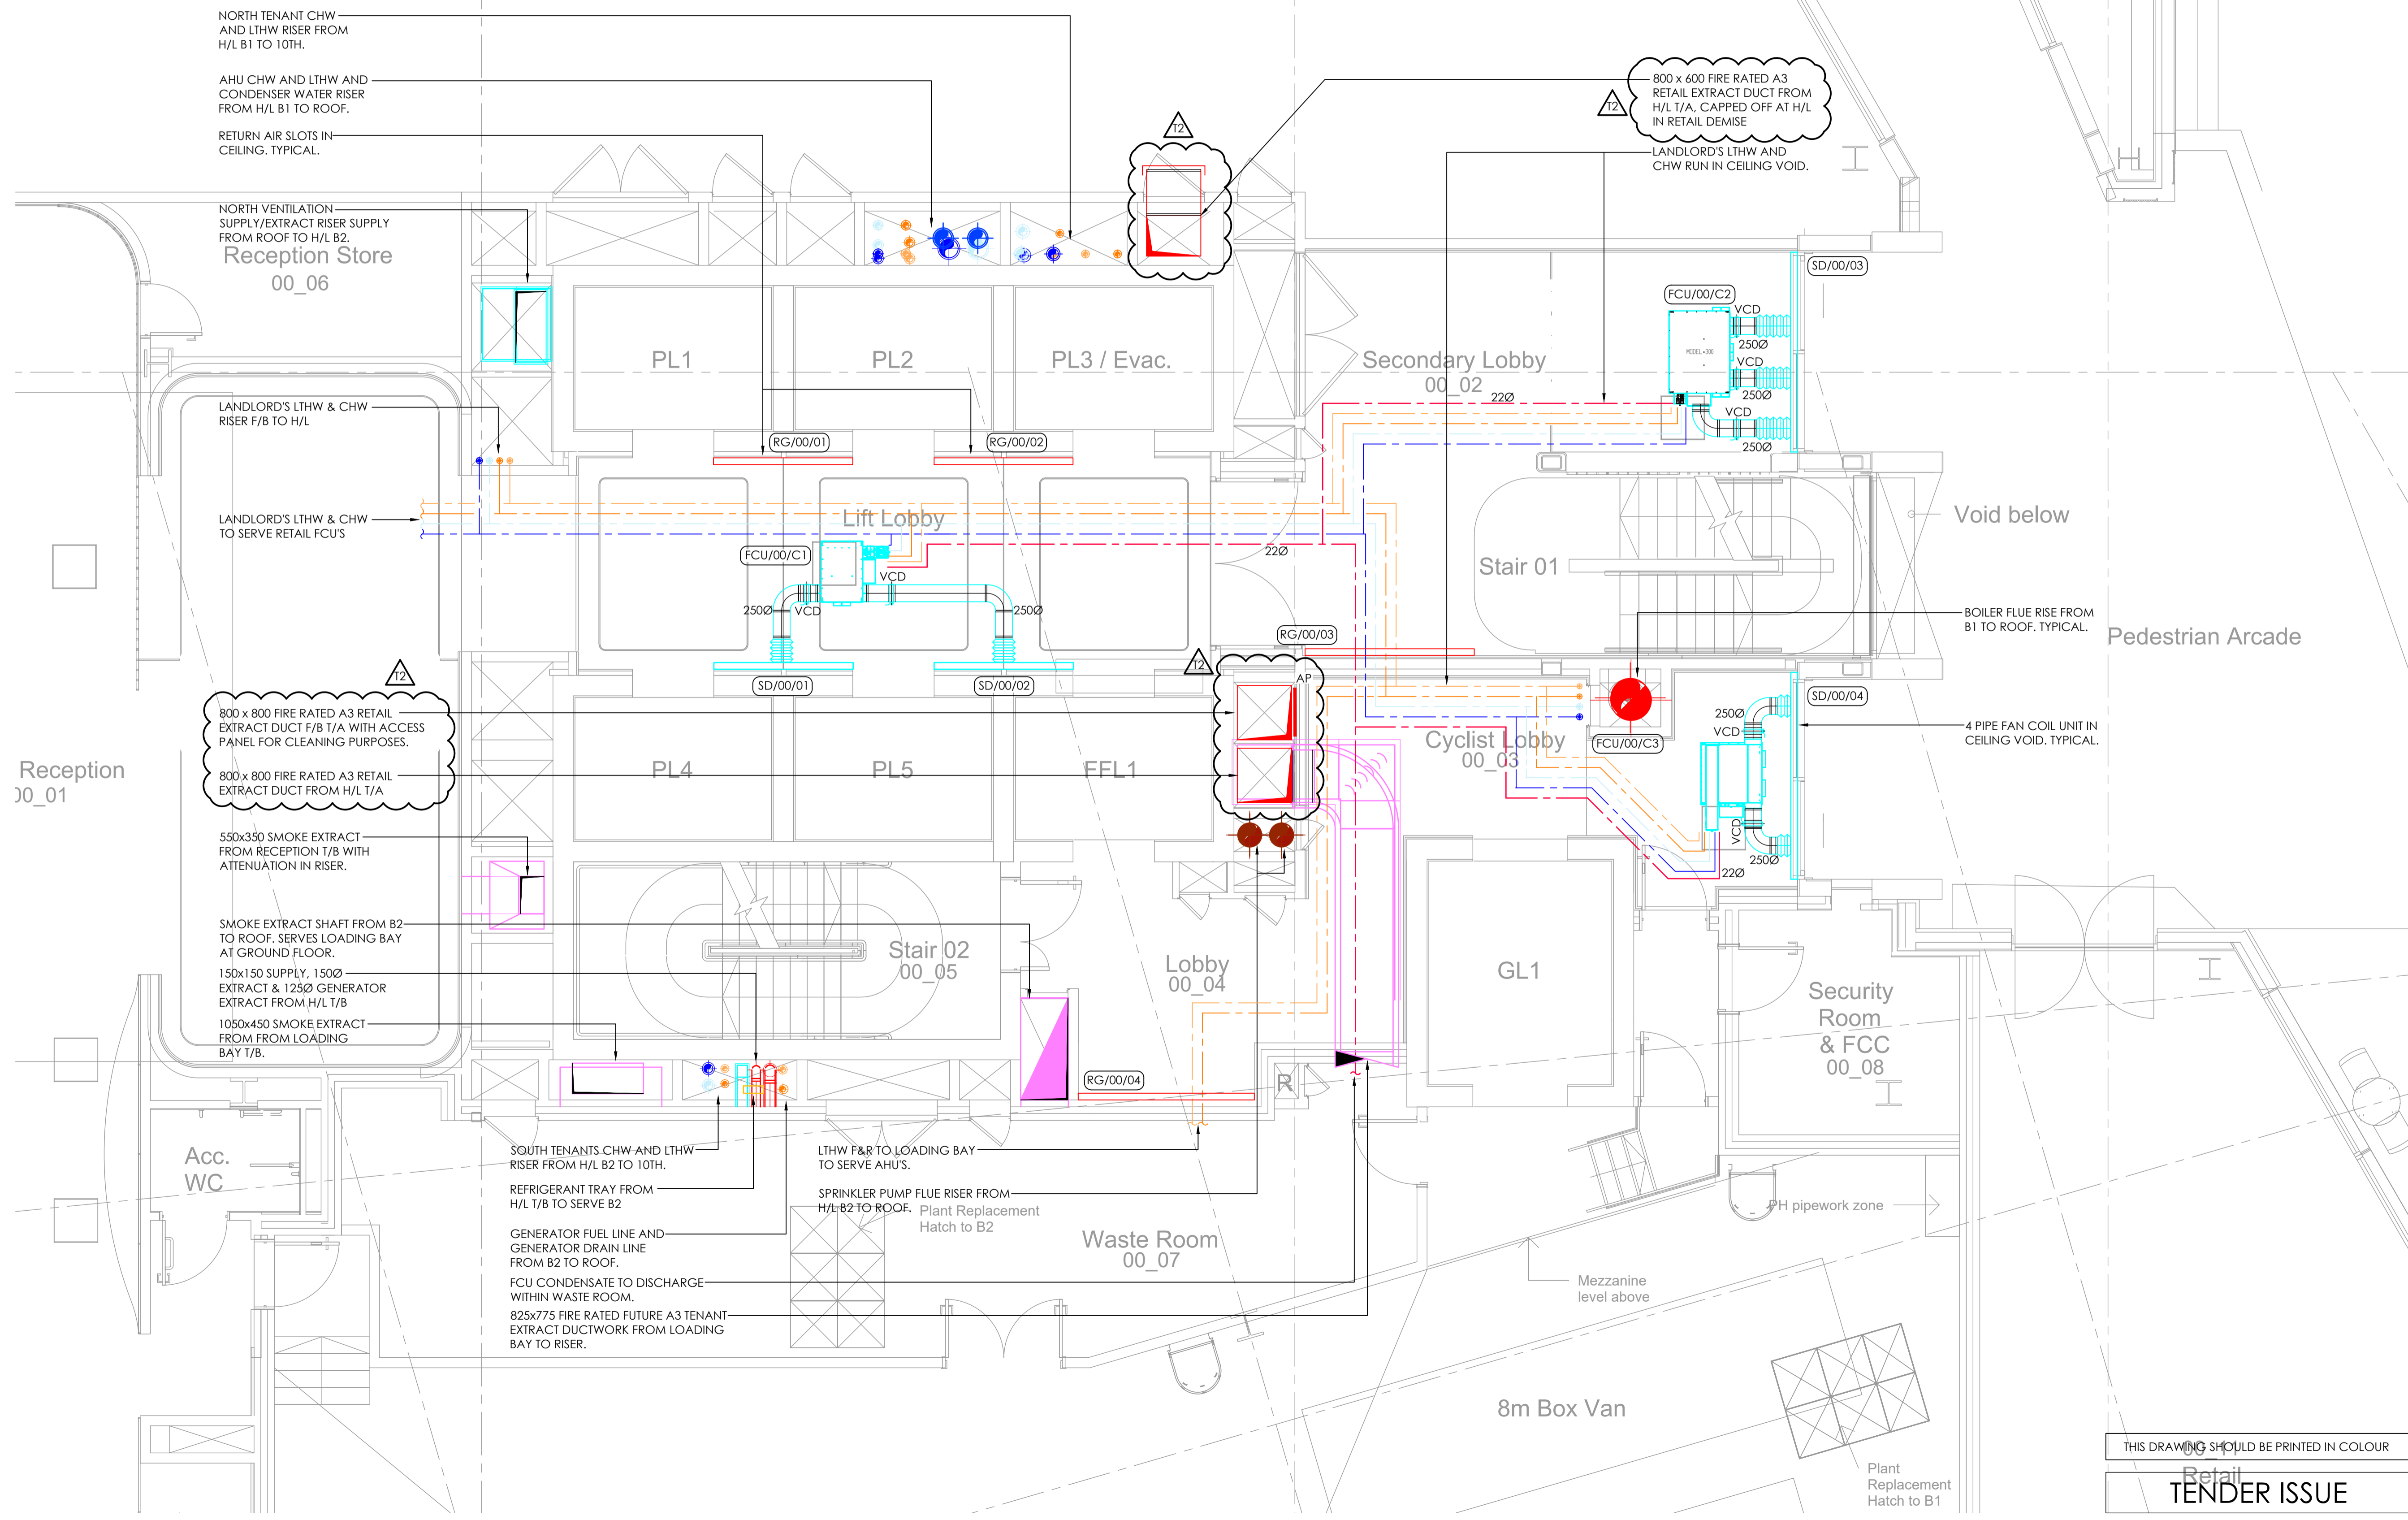 NORTH TENANT CHW
AND LTHW RISER FROM
H/L B1 TO 10TH.
AHU CHW AND LTHW AND
CONDENSER WATER RISER
FROM H/L B1 TO ROOF.
RETURN AIR SLOTS IN
CEILING. TYPICAL.
NORTH VENTILATION
SUPPLY/EXTRACT RISER SUPPLY
FROM ROOF TO H/L B2.
Reception Store
00_06
LANDLORD'S LTHW & CHW
RISER F/B TO H/L
LANDLORD'S LTHW & CHW
TO SERVE RETAIL FCU'S
T2
800 x 800 FIRE RATED A3 RETAIL
EXTRACT DUCT F/B T/A WITH ACCESS
PANEL FOR CLEANING PURPOSES.
800 x 800 FIRE RATED A3 RETAIL
EXTRACT DUCT FROM H/L T/A
Reception
00_01
550x350 SMOKE EXTRACT
FROM RECEPTION T/B WITH
ATTENUATION IN RISER.
SMOKE EXTRACT SHAFT FROM B2
TO ROOF. SERVES LOADING BAY
AT GROUND FLOOR.
150x150 SUPPLY, 150Ø
EXTRACT & 125Ø GENERATOR
EXTRACT FROM H/L T/B
1050x450 SMOKE EXTRACT
FROM FROM LOADING
BAY T/B.
Acc.
WC
T2
T2
800 x 600 FIRE RATED A3
RETAIL EXTRACT DUCT FROM
H/L T/A, CAPPED OFF AT H/L
IN RETAIL DEMISE
LANDLORD'S LTHW AND
CHW RUN IN CEILING VOID.
PL1
PL2
PL3 / Evac.
Secondary Lobby
00_02
SD/00/03
FCU/00/C2
MODEL 300
VCD
250Ø
VCD
250Ø
VCD
250Ø
22Ø
RG/00/01
RG/00/02
Lift Lobby
FCU/00/C1
VCD
VCD
250Ø
250Ø
22Ø
SD/00/01
SD/00/02
Stair 01
Void below
BOILER FLUE RISE FROM
B1 TO ROOF. TYPICAL.
Pedestrian Arcade
RG/00/03
T2
AP
SD/00/04
4 PIPE FAN COIL UNIT IN
CEILING VOID. TYPICAL.
250Ø
VCD
FCU/00/C3
Cyclist Lobby
00_03
VCD
250Ø
22Ø
PL4
PL5
FFL1
Stair 02
00_05
Lobby
00_04
GL1
Security
Room
& FCC
00_08
RG/00/04
R
SOUTH TENANTS CHW AND LTHW
RISER FROM H/L B2 TO 10TH.
REFRIGERANT TRAY FROM
H/L T/B TO SERVE B2
GENERATOR FUEL LINE AND
GENERATOR DRAIN LINE
FROM B2 TO ROOF.
FCU CONDENSATE TO DISCHARGE
WITHIN WASTE ROOM.
825x775 FIRE RATED FUTURE A3 TENANT
EXTRACT DUCTWORK FROM LOADING
BAY TO RISER.
LTHW F&R TO LOADING BAY
TO SERVE AHU'S.
SPRINKLER PUMP FLUE RISER FROM
H/L B2 TO ROOF.
Plant Replacement
Hatch to B2
Waste Room
00_07
PH pipework zone
Mezzanine
level above
8m Box Van
Plant
Replacement
Hatch to B1
THIS DRAWING SHOULD BE PRINTED IN COLOUR
00_11
Retail
TENDER ISSUE